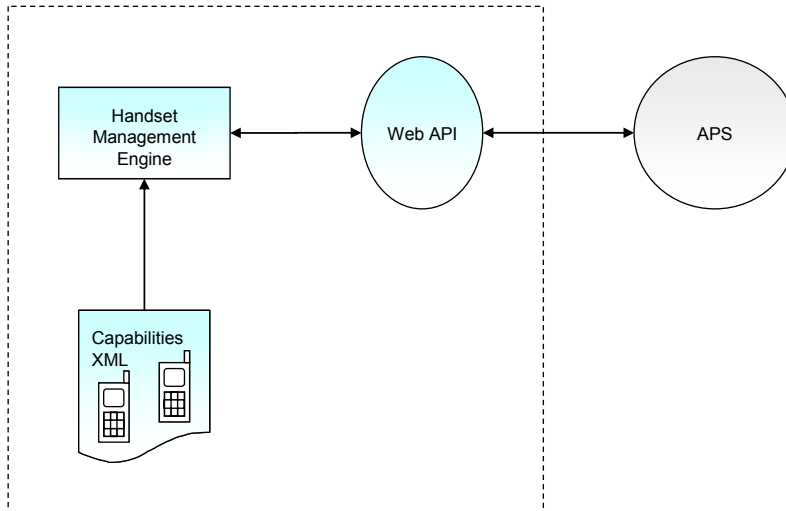 Handset
Management
Engine
Web API
APS
Capabilities
XML